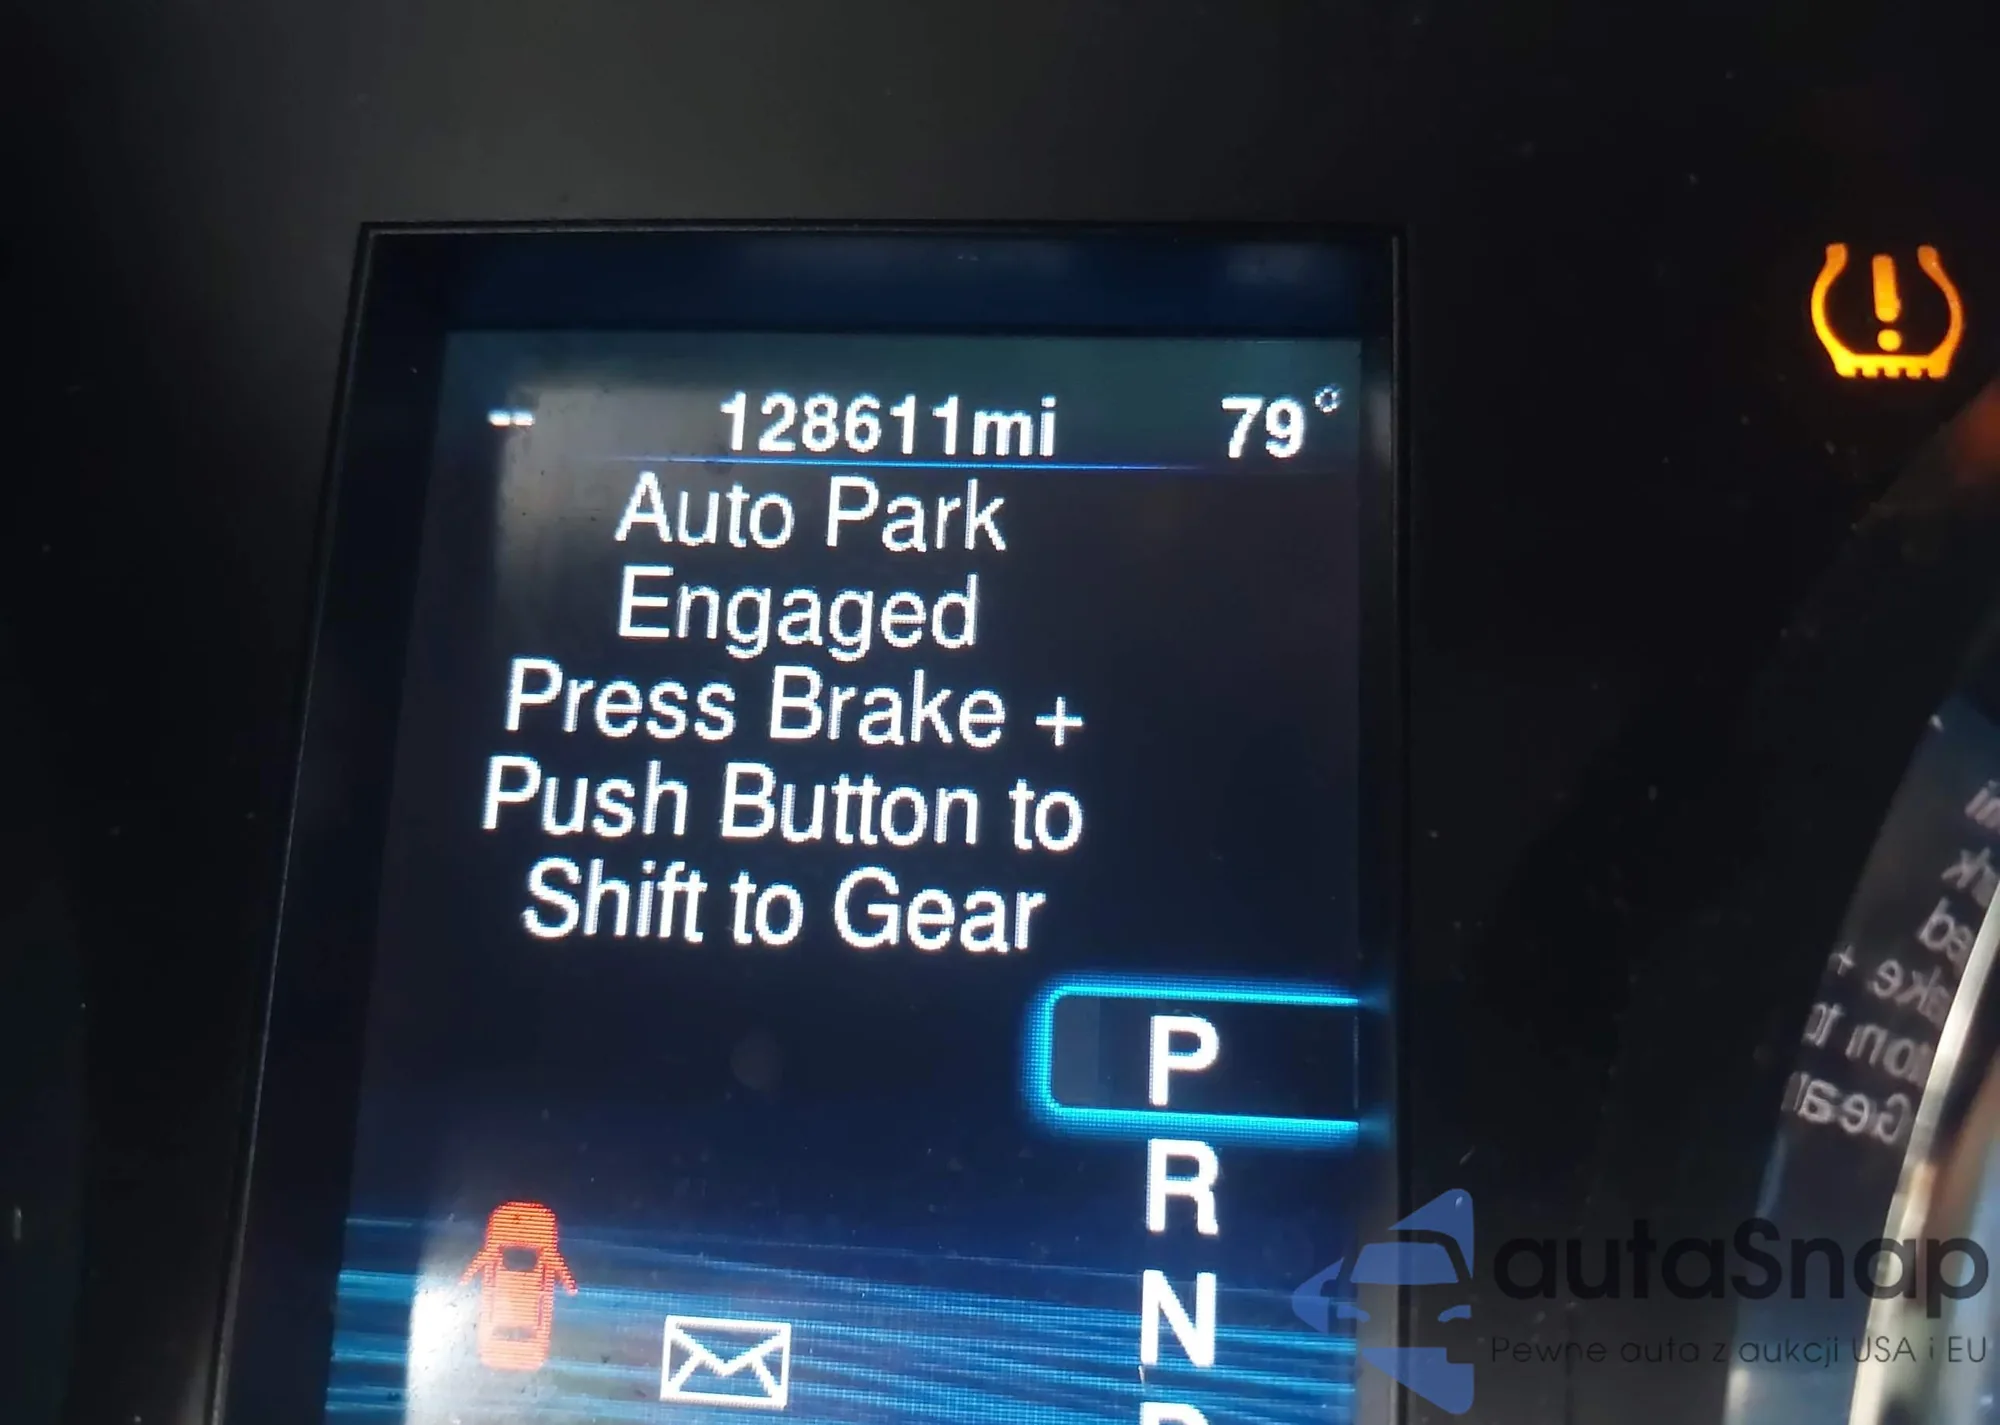 -- 128611mi 79°
Auto Park
Engaged
Press Brake +
Push Button to
Shift to Gear
P
R
N
autaSnap
Pewne auta z aukcji USA i EU